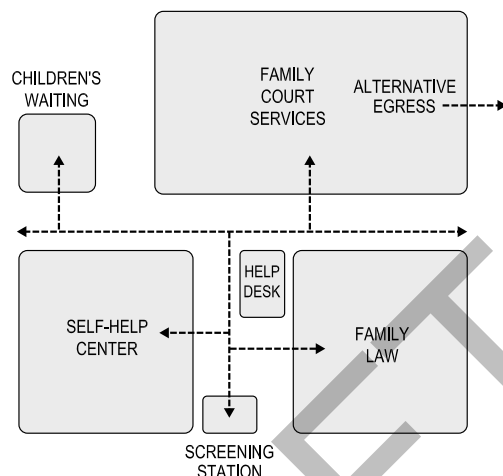 CHILDREN'S
WAITING
FAMILY
COURT
SERVICES
ALTERNATIVE
EGRESS
HELP
DESK
SELF-HELP
CENTER
FAMILY
LAW
SCREENING
STATION